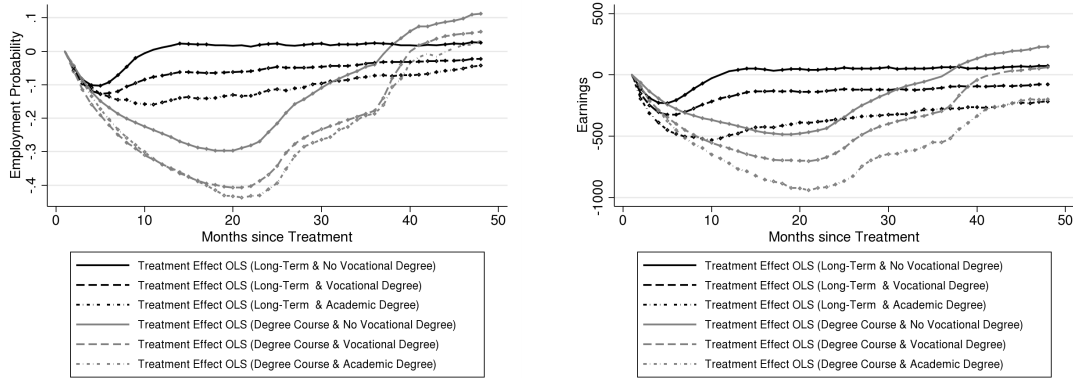 Employment Probability
.1
0
-.1
-.2
-.3
-.4
0 10 20 30 40 50
Months since Treatment
Treatment Effect OLS (Long-Term & No Vocational Degree)
Treatment Effect OLS (Long-Term & Vocational Degree)
Treatment Effect OLS (Long-Term & Academic Degree)
Treatment Effect OLS (Degree Course & No Vocational Degree)
Treatment Effect OLS (Degree Course & Vocational Degree)
Treatment Effect OLS (Degree Course & Academic Degree)
Earnings
500
0
-5000
-1000
0 10 20 30 40 50
Months since Treatment
Treatment Effect OLS (Long-Term & No Vocational Degree)
Treatment Effect OLS (Long-Term & Vocational Degree)
Treatment Effect OLS (Long-Term & Academic Degree)
Treatment Effect OLS (Degree Course & No Vocational Degree)
Treatment Effect OLS (Degree Course & Vocational Degree)
Treatment Effect OLS (Degree Course & Academic Degree)